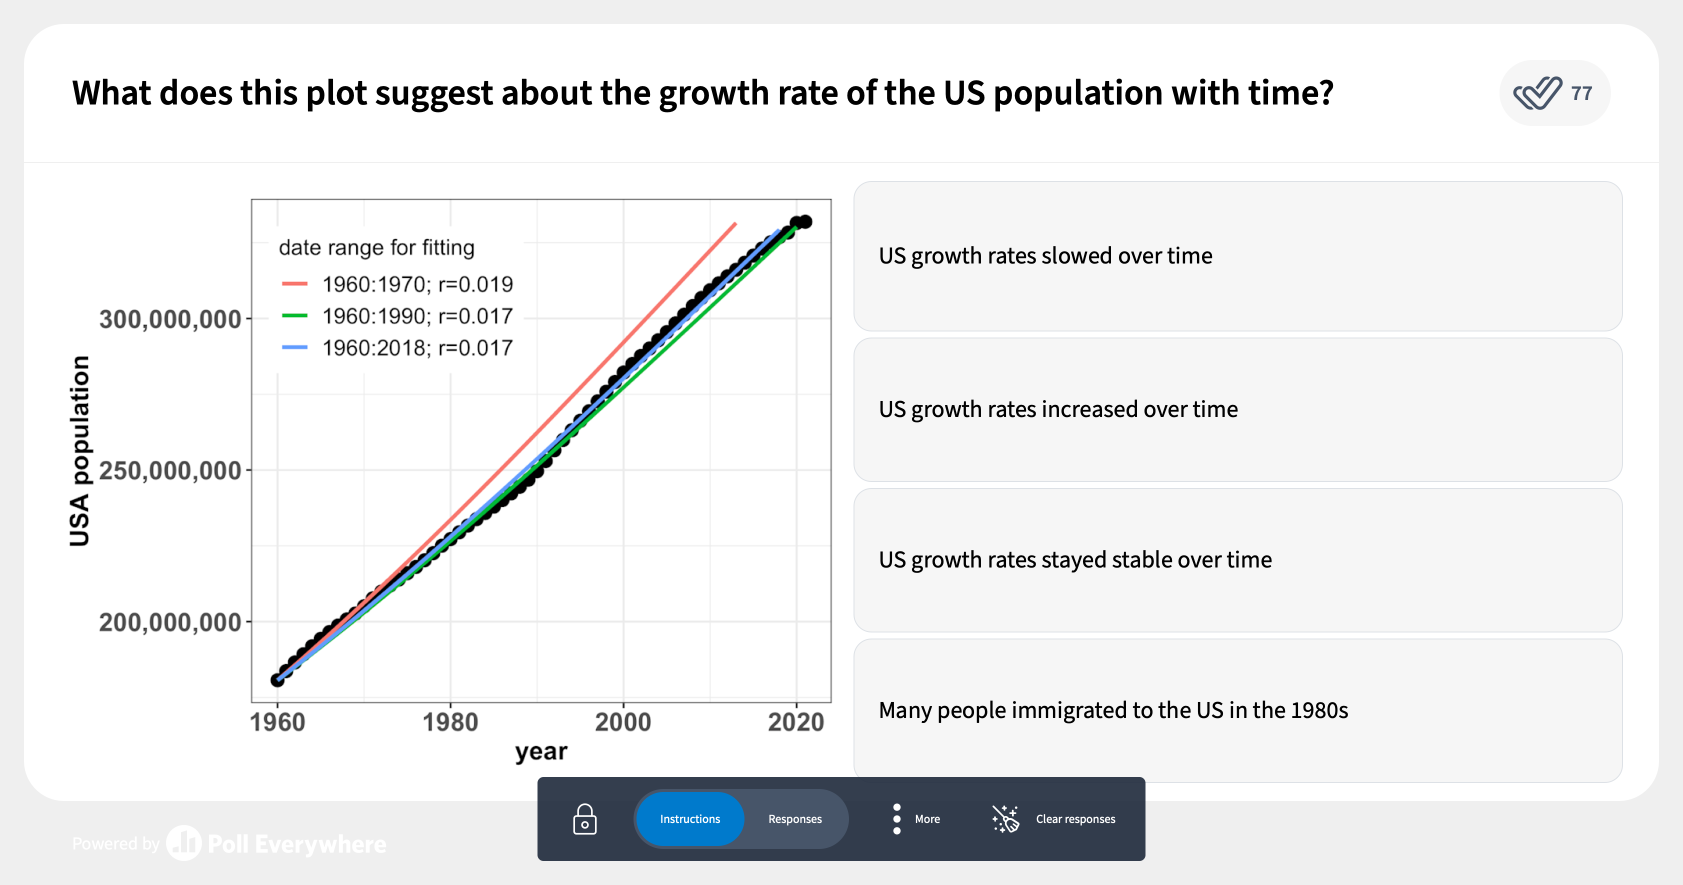 What does this plot suggest about the growth rate of the US population with time?
77
date range for fitting
1960:1970; r=0.019
1960:1990; r=0.017
1960:2018; r=0.017
300,000,000
250,000,000
200,000,000
USA population
1960
1980
2000
2020
year
US growth rates slowed over time
US growth rates increased over time
US growth rates stayed stable over time
Many people immigrated to the US in the 1980s
Instructions
Responses
More
Clear responses
Powered by Poll Everywhere